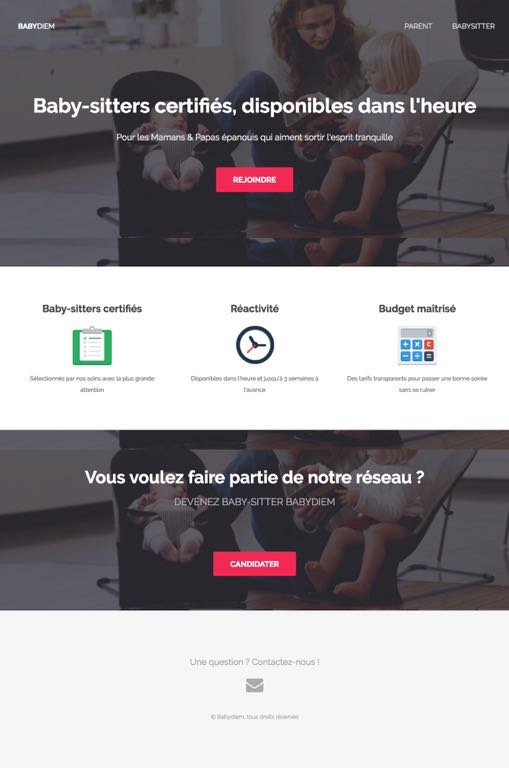 BABYDIEM
PARENT
BABYSITTER
Baby-sitters certifiés, disponibles dans l'heure
Pour les Mamans & Papas épanouis qui aiment sortir l'esprit tranquille
REJOINDRE
Baby-sitters certifiés
Sélectionnés par nos soins avec la plus grande
attention
Réactivité
Disponibles dans l'heure et jusqu'à 3 semaines à
l'avance
Budget maîtrisé
Des tarifs transparents pour passer une bonne soirée
sans se ruiner
Vous voulez faire partie de notre réseau ?
DEVENEZ BABY-SITTER BABYDIEM
CANDIDATER
Une question ? Contactez-nous !
© Babydiem, tous droits réservés